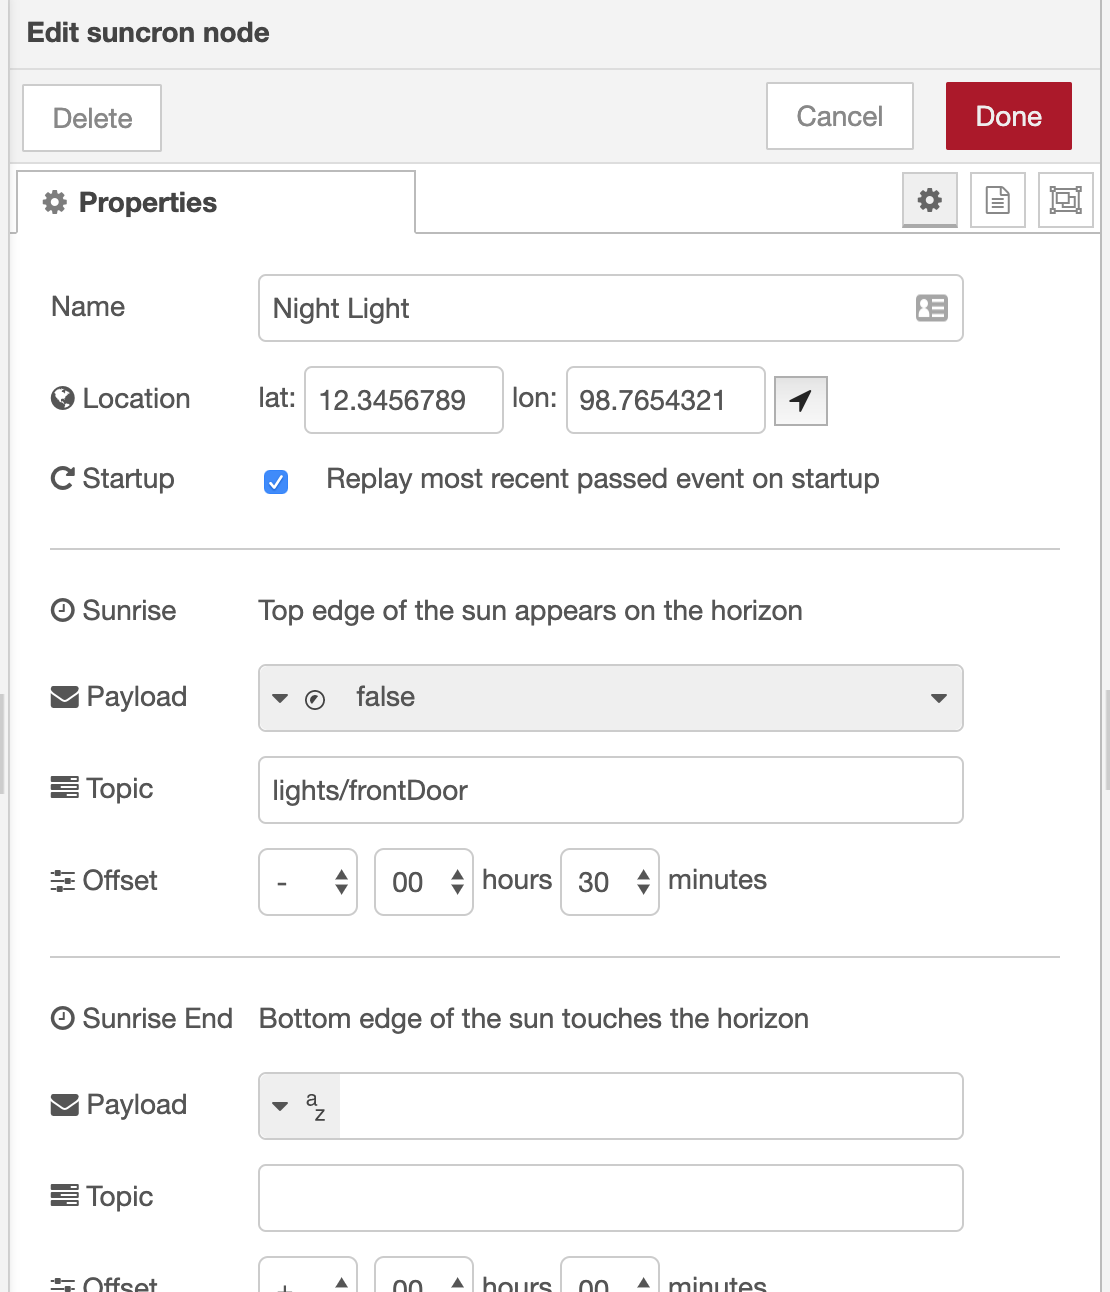 Edit suncron node
Delete Cancel Done
Properties
Name Night Light
Location lat: 12.3456789 lon: 98.7654321
Startup Replay most recent passed event on startup
Sunrise Top edge of the sun appears on the horizon
Payload false
Topic lights/frontDoor
Offset - 00 hours 30 minutes
Sunrise End Bottom edge of the sun touches the horizon
Payload a z
Topic
Offset + 00 hours 00 minutes